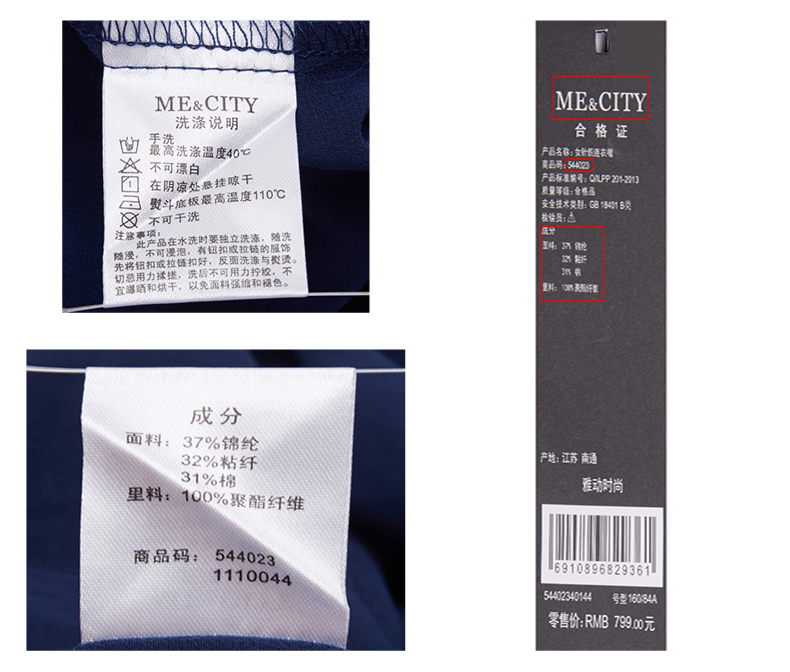 ME&CITY
洗涤说明
手洗
最高洗涤温度40℃
不可漂白
在阴凉处悬挂晾干
熨斗底板最高温度110℃
不可干洗
注意事项:
此产品在水洗时要独立洗涤，随洗
随浸，不可浸泡，有钮扣或拉链的服饰
先将钮扣或拉链扣好，反面洗涤与熨烫。
切忌用力揉搓，洗后不可用力拧绞，不
宜曝晒和烘干，以免面料强缩和褪色。
成分
面料: 37%锦纶
32%粘纤
31%棉
里料: 100%聚酯纤维
商品码: 544023
1110044
ME&CITY
合格证
产品名称: 女针织连衣裙
商品码: 544023
产品标准编号: Q/ILPP 201-2013
质量等级: 合格品
安全技术类别: GB 18401 B类
检验员:
成分
面料: 37% 锦纶
32% 粘纤
31% 棉
里料: 100% 聚酯纤维
产地: 江苏 南通
雅动时尚
6910896829361
54402340144 号型160/84A
零售价: RMB 799.00元